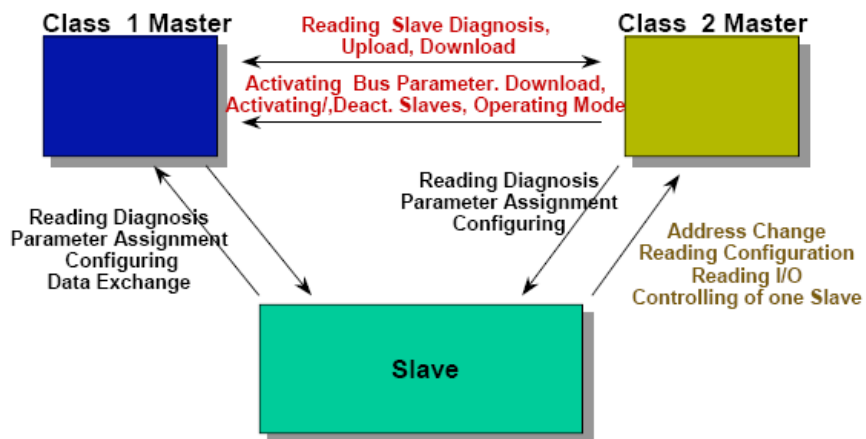 Class 1 Master
Class 2 Master
Reading Slave Diagnosis,
Upload, Download
Activating Bus Parameter. Download,
Activating/,Deact. Slaves, Operating Mode
Reading Diagnosis
Parameter Assignment
Configuring
Data Exchange
Reading Diagnosis
Parameter Assignment
Configuring
Address Change
Reading Configuration
Reading I/O
Controlling of one Slave
Slave